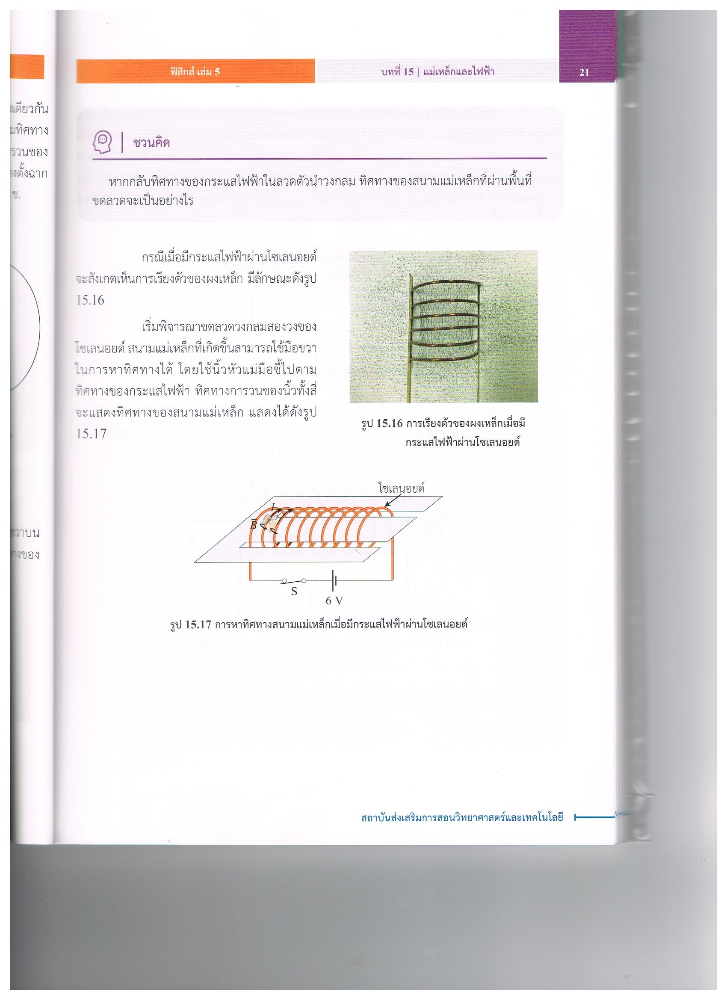 ฟิสิกส์ เล่ม 5
บทที่ 15 | แม่เหล็กและไฟฟ้า
21
เดียวกัน
ทิศทาง
รวนของ
ตั้งฉาก
ข.
วาบน
ของ
ชวนคิด
หากกลับทิศทางของกระแสไฟฟ้าในลวดตัวนำวงกลม ทิศทางของสนามแม่เหล็กที่ผ่านพื้นที่
ขดลวดจะเป็นอย่างไร
กรณีเมื่อมีกระแสไฟฟ้าผ่านโซเลนอยด์
จะสังเกตเห็นการเรียงตัวของผงเหล็ก มีลักษณะดังรูป
15.16
เริ่มพิจารณาขดลวดวงกลมสองวงของ
โซเลนอยด์ สนามแม่เหล็กที่เกิดขึ้นสามารถใช้มือขวา
ในการหาทิศทางได้ โดยใช้นิ้วหัวแม่มือชี้ไปตาม
ทิศทางของกระแสไฟฟ้า ทิศทางการวนของนิ้วทั้งสี่
จะแสดงทิศทางของสนามแม่เหล็ก แสดงได้ดังรูป
15.17
รูป 15.16 การเรียงตัวของผงเหล็กเมื่อมี
กระแสไฟฟ้าผ่านโซเลนอยด์
โซเลนอยด์
I
B
S
6 V
รูป 15.17 การหาทิศทางสนามแม่เหล็กเมื่อมีกระแสไฟฟ้าผ่านโซเลนอยด์
สถาบันส่งเสริมการสอนวิทยาศาสตร์และเทคโนโลยี